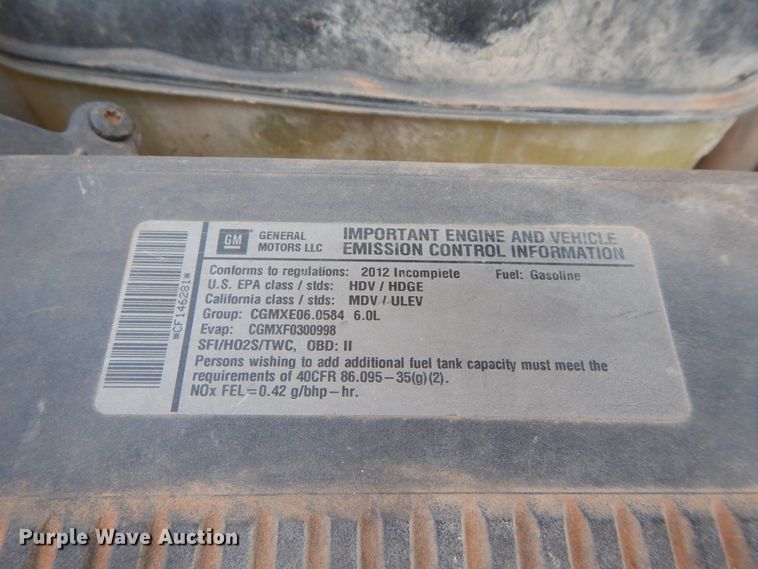 GM
GENERAL
MOTORS LLC
IMPORTANT ENGINE AND VEHICLE
EMISSION CONTROL INFORMATION
Conforms to regulations: 2012 Incomplete Fuel: Gasoline
U.S. EPA class / stds: HDV / HDGE
California class / stds: MDV / ULEV
Group: CGMXE06.0584 6.0L
Evap: CGMXF0300998
SFI/HO2S/TWC, OBD: II
Persons wishing to add additional fuel tank capacity must meet the
requirements of 40CFR 86.095-35(g)(2).
NOx FEL=0.42 g/bhp-hr.
*CF146281*
Purple Wave Auction®